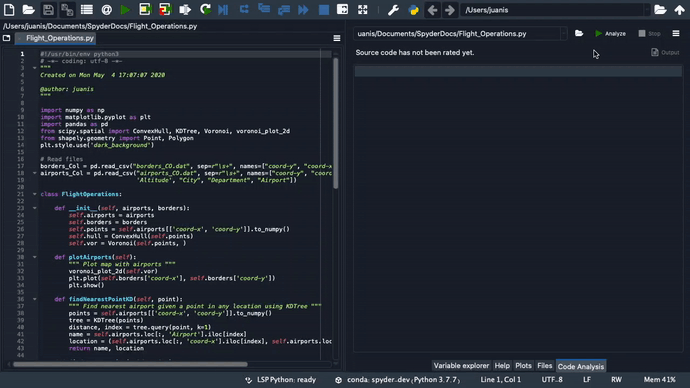 /Users/juanis
/Users/juanis/Documents/SpyderDocs/Flight_Operations.py
Flight_Operations.py
uanis/Documents/SpyderDocs/Flight_Operations.py
Analyze
Stop
Source code has not been rated yet.
Output
1 #!/usr/bin/env python3
2 # -*- coding: utf-8 -*-
3 """
4 Created on Mon May  4 17:07:07 2020
5
6 @author: juanis
7 """
8
9
10 import numpy as np
11 import matplotlib.pyplot as plt
11 import pandas as pd
12 from scipy.spatial import ConvexHull, KDTree, Voronoi, voronoi_plot_2d
13 from shapely.geometry import Point, Polygon
14 plt.style.use('dark_background')
15
16 # Read files
17 borders_Col = pd.read_csv("borders_CO.dat", sep=r"\s+", names=["coord-y", "coord-x
18 airports_Col = pd.read_csv("airports_CO.dat", sep=r"\s+", names=["coord-y", "coord
19 'Altitude', "City", "Department", "Airport"])
20
21 class FlightOperations:
22
23 def __init__(self, airports, borders):
24 self.airports = airports
25 self.borders = borders
26 self.points = self.airports[['coord-x', 'coord-y']].to_numpy()
27 self.hull = ConvexHull(self.points)
28 self.vor = Voronoi(self.points, )
29
30 def plotAirports(self):
31 """ Plot map with airports """
32 voronoi_plot_2d(self.vor)
33 plt.plot(self.borders['coord-x'], self.borders['coord-y'])
34 plt.show()
35
36 def findNearestPointKD(self, point):
37 """ Find nearest airport given a point in any location using KDTree """
38 points = self.airports[['coord-x', 'coord-y']].to_numpy()
39 tree = KDTree(points)
40 distance, index = tree.query(point, k=1)
41 name = self.airports.loc[:, 'Airport'].iloc[index]
42 location = (self.airports.loc[:, 'coord-x'].iloc[index], self.airports.loc
43 return name, location
Variable explorer Help Plots Files Code Analysis
LSP Python: ready conda: spyder.dev (Python 3.7.7) Line 1, Col 1 UTF-8 LF RW Mem 41%